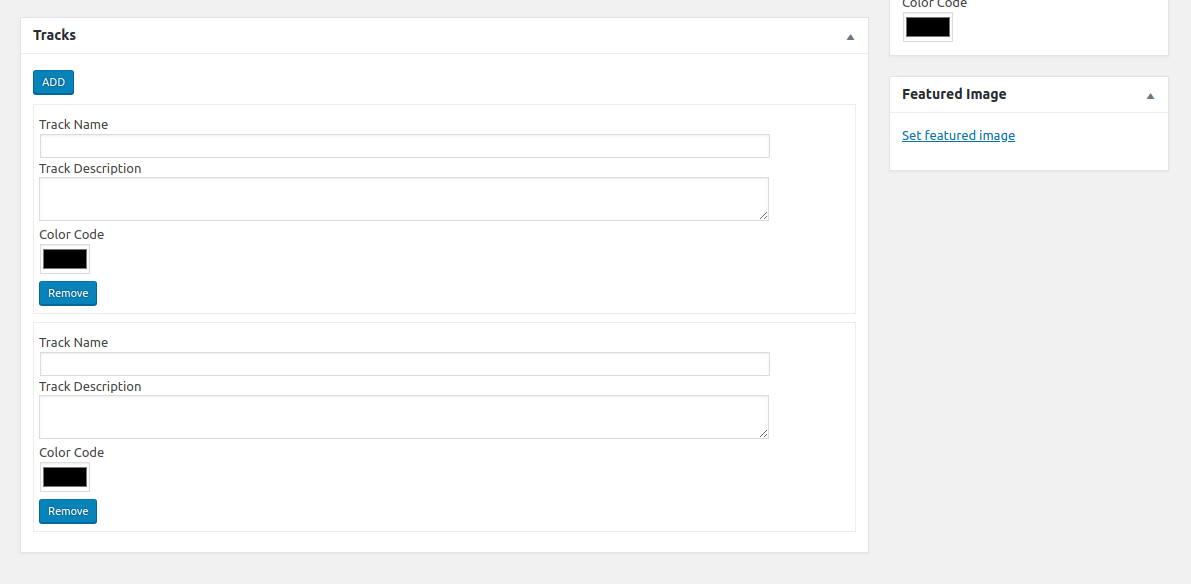 Tracks
ADD
Track Name
Track Description
Color Code
Remove
Track Name
Track Description
Color Code
Remove
Color Code
Featured Image
Set featured image